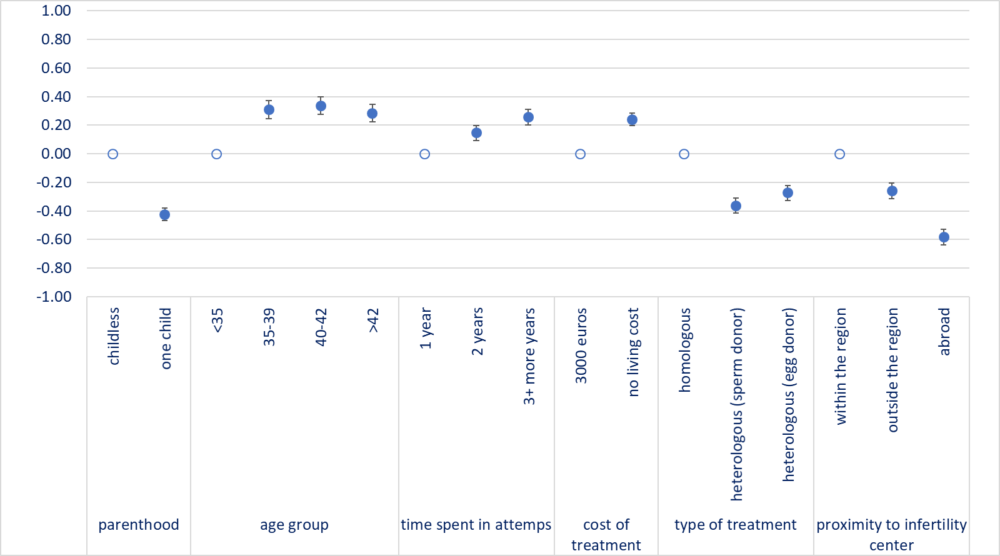 1.00
0.80
0.60
0.40
0.20
0.00
-0.20
-0.40
-0.60
-0.80
-1.00
childless
one child
<35
35-39
40-42
>42
1 year
2 years
3+ more years
3000 euros
no living cost
homologous
heterologous (sperm donor)
heterologous (egg donor)
within the region
outside the region
abroad
parenthood
age group
time spent in attemps
cost of
treatment
type of treatment
proximity to infertility
center